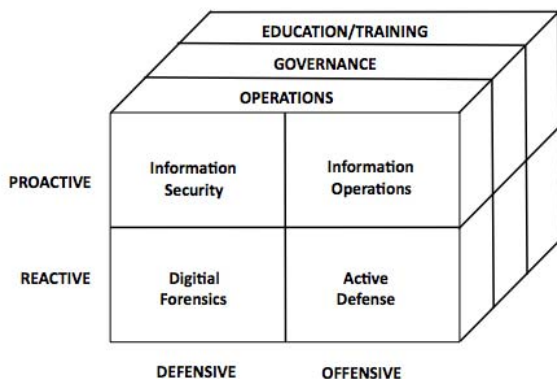 EDUCATION/TRAINING
GOVERNANCE
OPERATIONS
PROACTIVE
Information
Security
Information
Operations
REACTIVE
Digitial
Forensics
Active
Defense
DEFENSIVE
OFFENSIVE